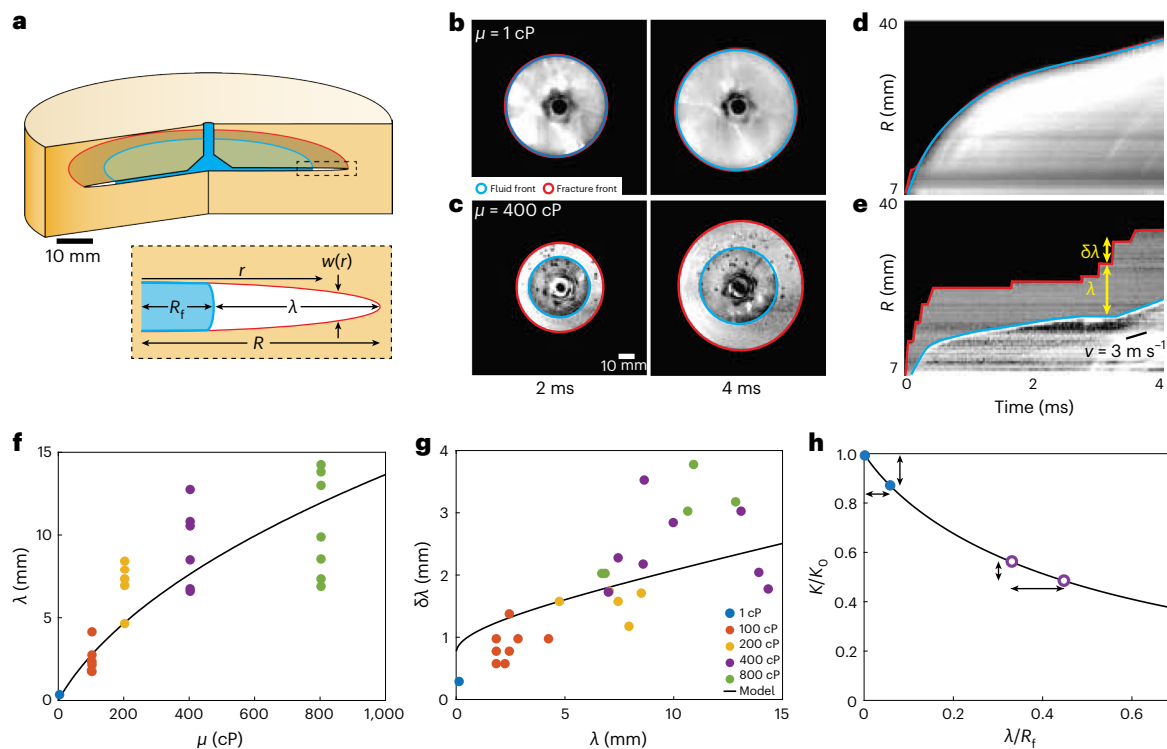 a
10 mm
r
w(r)
R_f
λ
R
b
μ = 1 cP
Fluid front
Fracture front
c
μ = 400 cP
10 mm
2 ms
4 ms
d
40
R (mm)
7
e
40
R (mm)
7
δλ
λ
v = 3 m s⁻¹
0
2
4
Time (ms)
f
15
10
5
0
λ (mm)
0
200
400
600
800
1,000
μ (cP)
g
4
3
2
1
0
δλ (mm)
1 cP
100 cP
200 cP
400 cP
800 cP
Model
0
5
10
15
λ (mm)
h
1.0
0.8
0.6
0.4
0.2
0
K/K₀
0
0.2
0.4
0.6
λ/R_f